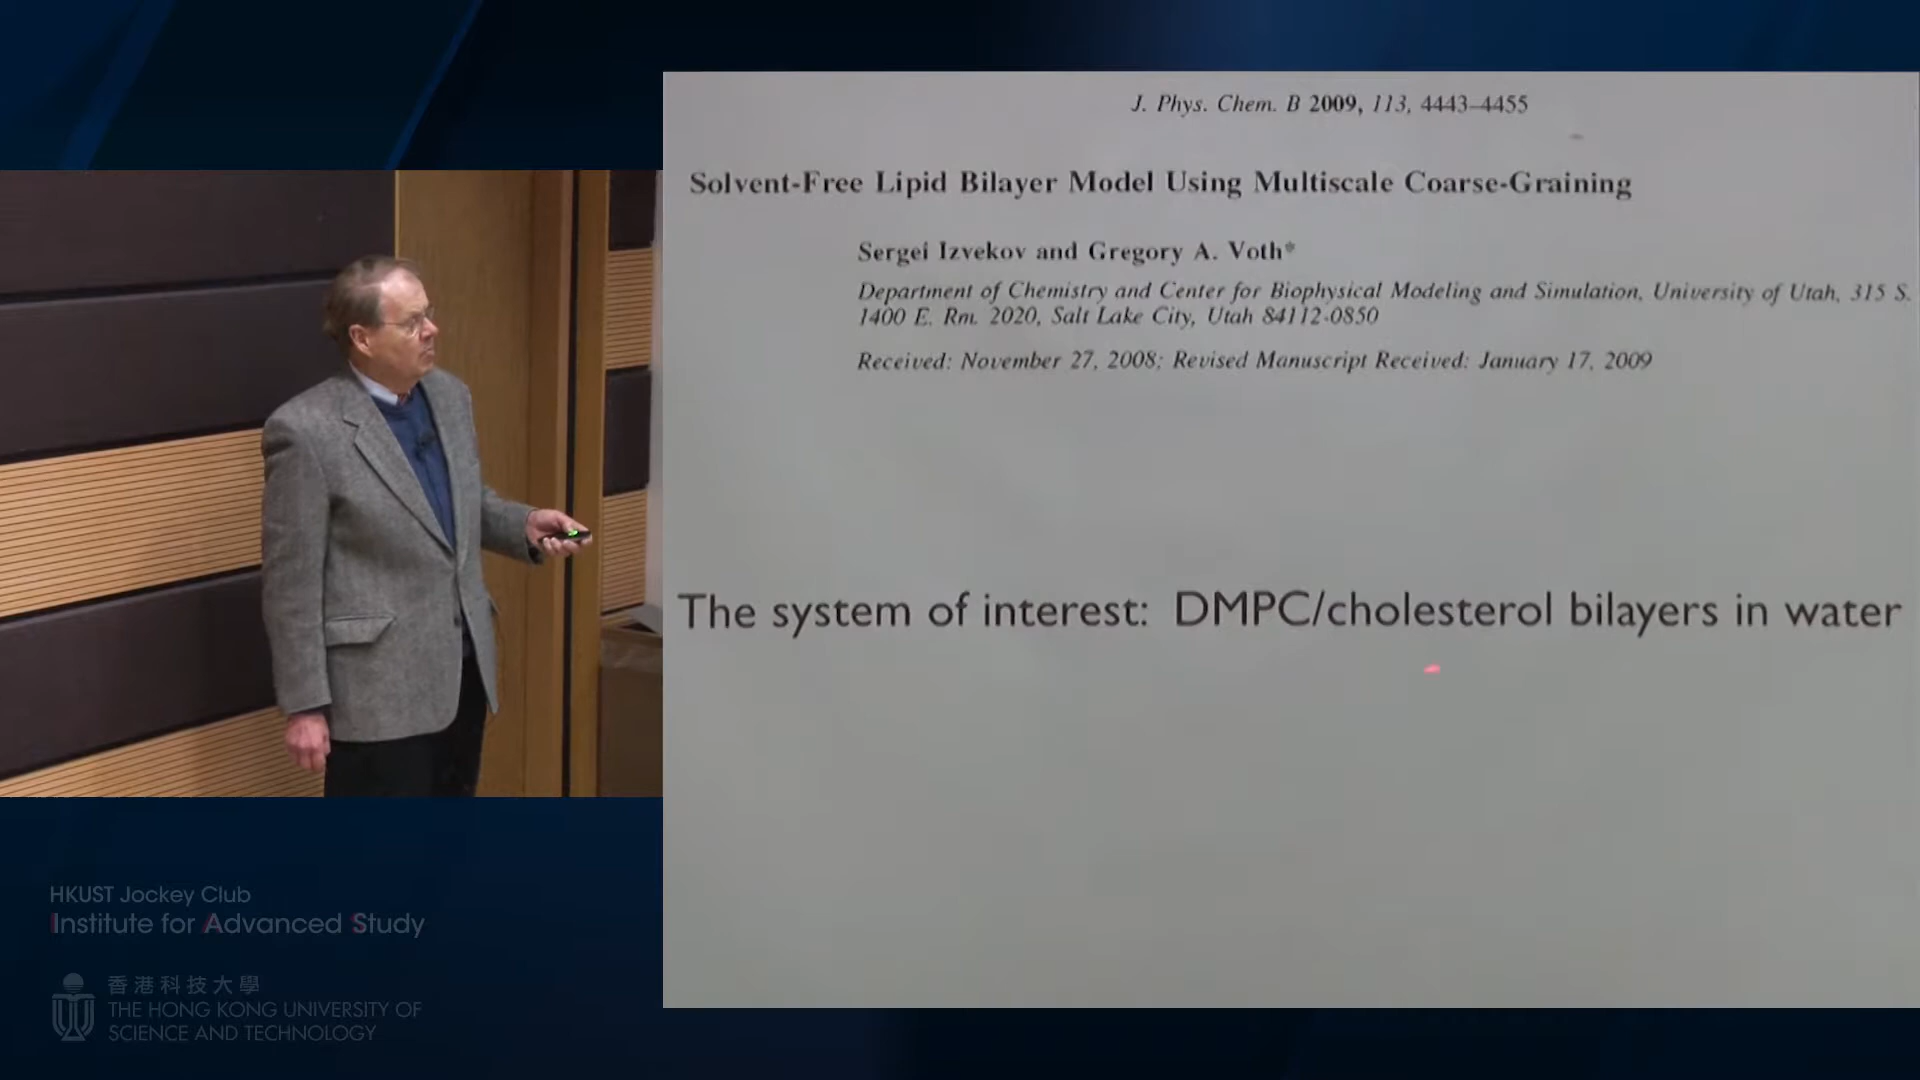 J. Phys. Chem. B 2009, 113, 4443–4455
Solvent-Free Lipid Bilayer Model Using Multiscale Coarse-Graining
Sergei Izvekov and Gregory A. Voth*
Department of Chemistry and Center for Biophysical Modeling and Simulation, University of Utah, 315 S.
1400 E. Rm. 2020, Salt Lake City, Utah 84112-0850
Received: November 27, 2008; Revised Manuscript Received: January 17, 2009
The system of interest: DMPC/cholesterol bilayers in water
HKUST Jockey Club
Institute for Advanced Study
香港科技大學
THE HONG KONG UNIVERSITY OF
SCIENCE AND TECHNOLOGY